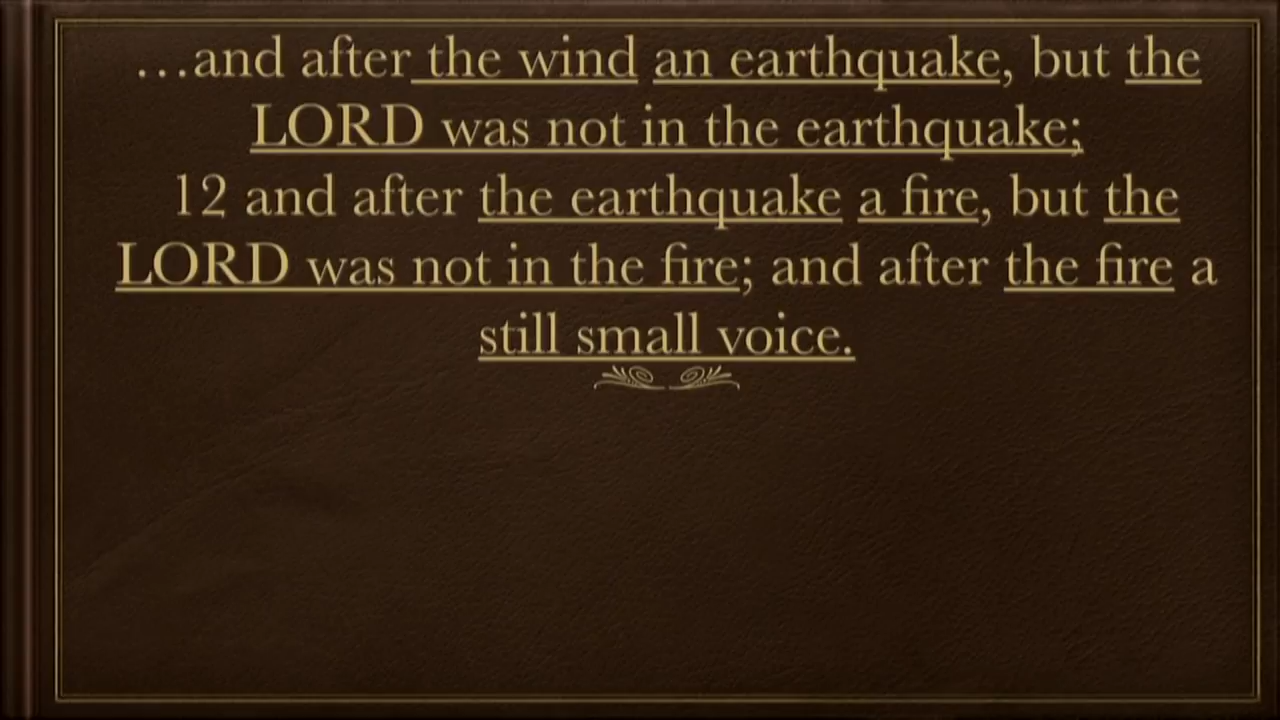 …and after the wind an earthquake, but the
LORD was not in the earthquake;
12 and after the earthquake a fire, but the
LORD was not in the fire; and after the fire a
still small voice.